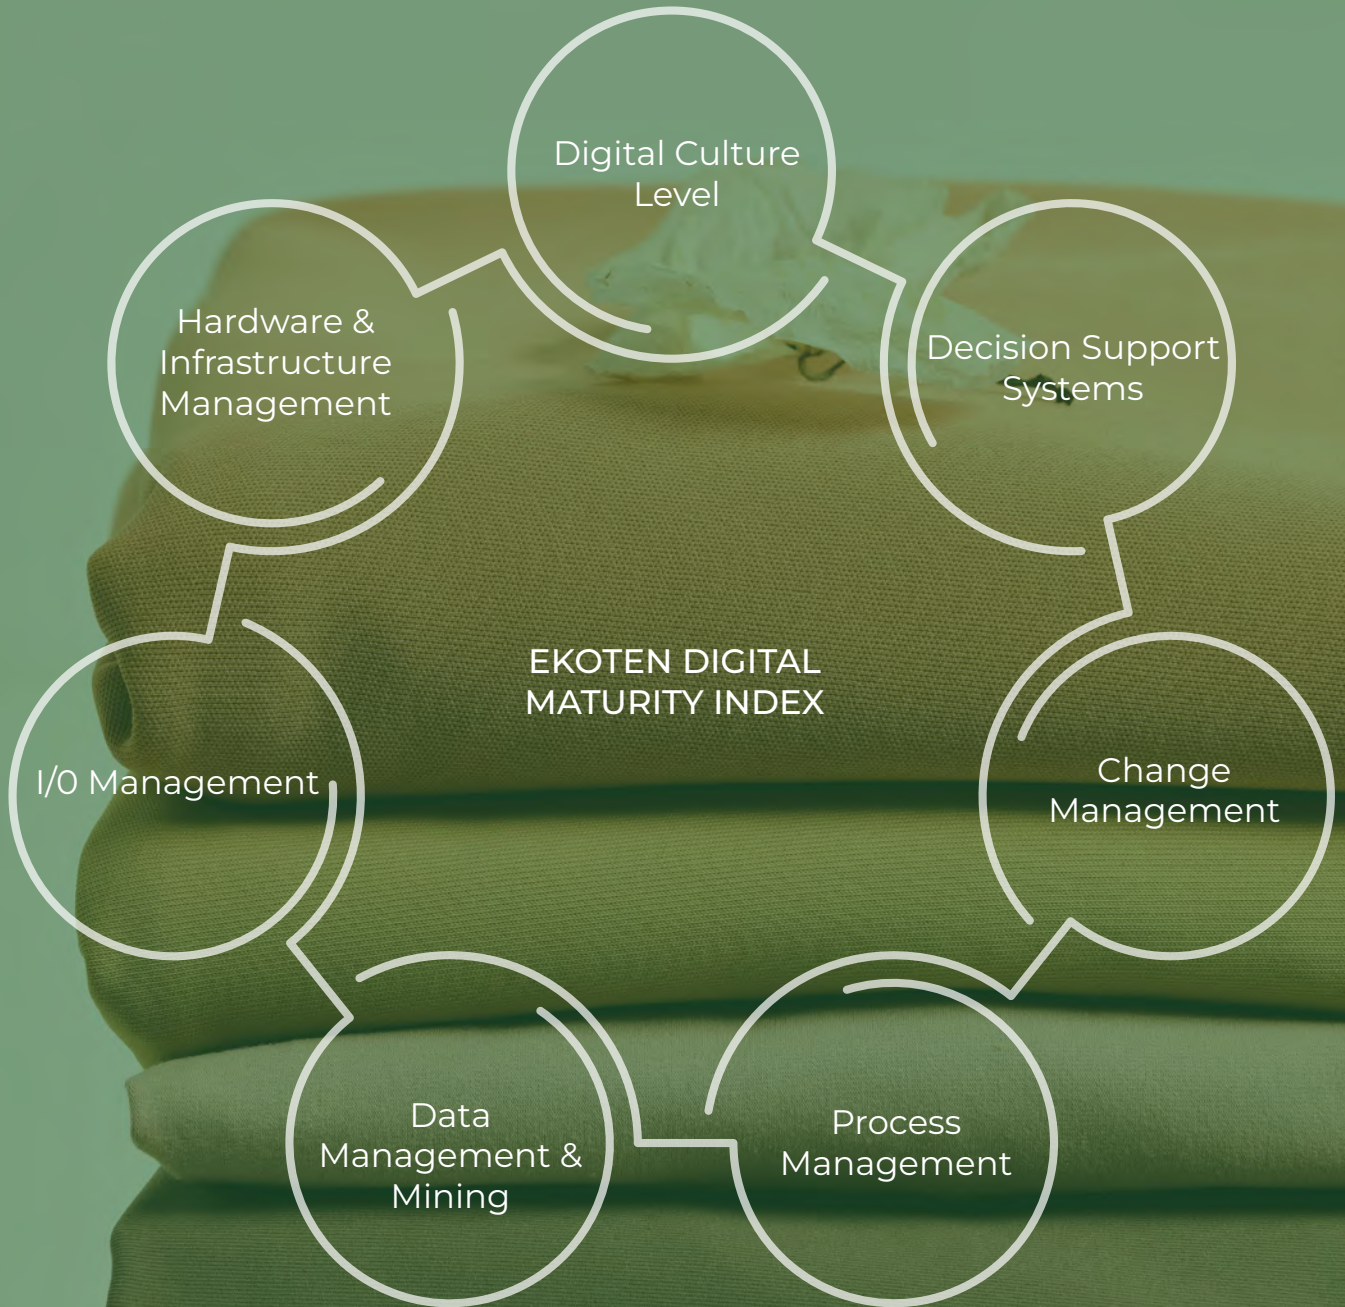 Digital Culture
Level
Hardware &
Infrastructure
Management
Decision Support
Systems
EKOTEN DIGITAL
MATURITY INDEX
I/0 Management
Change
Management
Data
Management &
Mining
Process
Management